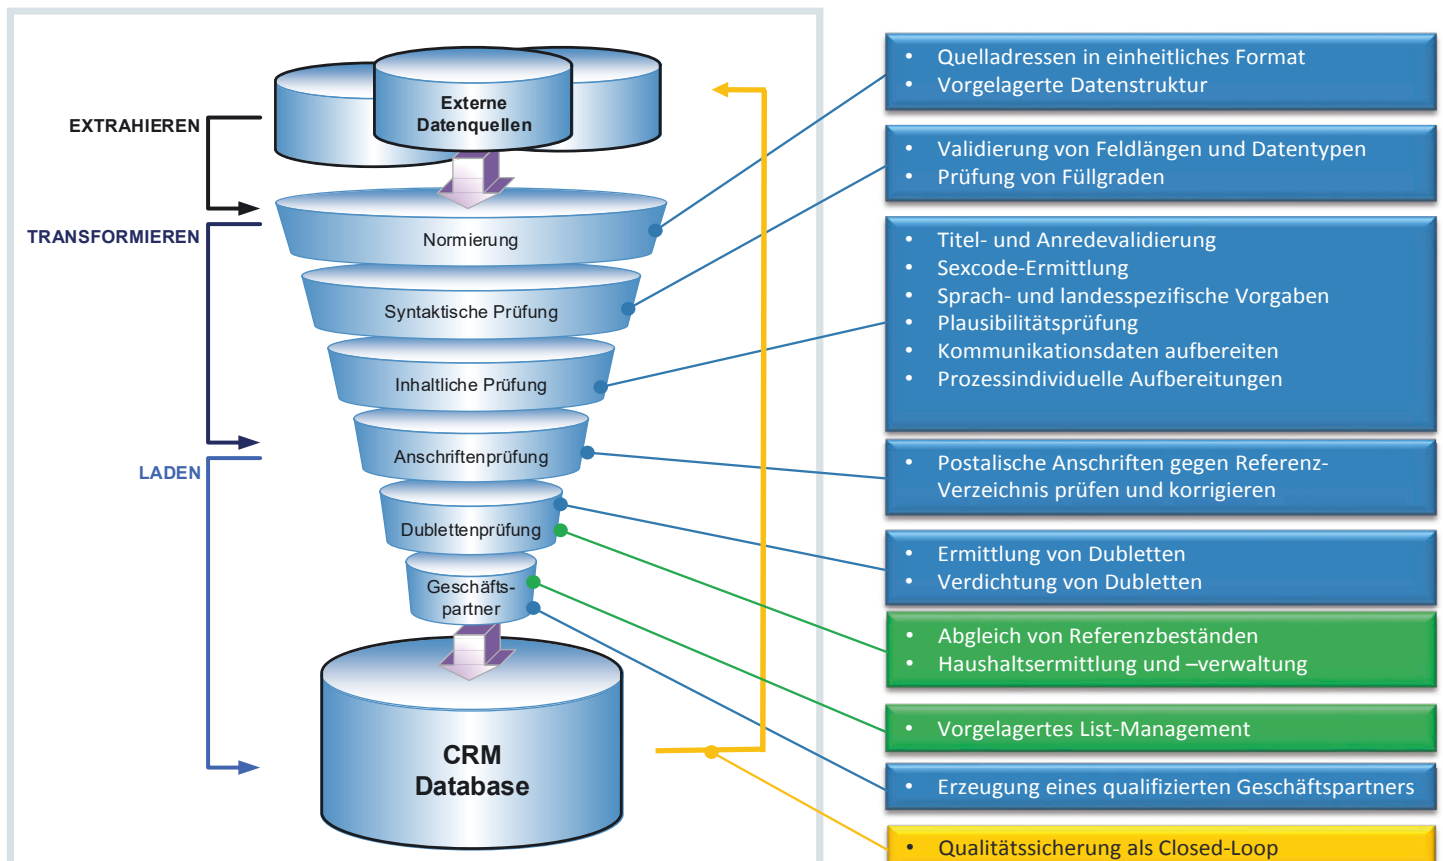 Externe
Datenquellen
EXTRAHIEREN
TRANSFORMIEREN
LADEN
Normierung
Syntaktische Prüfung
Inhaltliche Prüfung
Anschriftenprüfung
Dublettenprüfung
Geschäfts-
partner
CRM
Database
• Quelladressen in einheitliches Format
• Vorgelagerte Datenstruktur
• Validierung von Feldlängen und Datentypen
• Prüfung von Füllgraden
• Titel- und Anredevalidierung
• Sexcode-Ermittlung
• Sprach- und landesspezifische Vorgaben
• Plausibilitätsprüfung
• Kommunikationsdaten aufbereiten
• Prozessindividuelle Aufbereitungen
• Postalische Anschriften gegen Referenz-
Verzeichnis prüfen und korrigieren
• Ermittlung von Dubletten
• Verdichtung von Dubletten
• Abgleich von Referenzbeständen
• Haushaltsermittlung und –verwaltung
• Vorgelagertes List-Management
• Erzeugung eines qualifizierten Geschäftspartners
• Qualitätssicherung als Closed-Loop